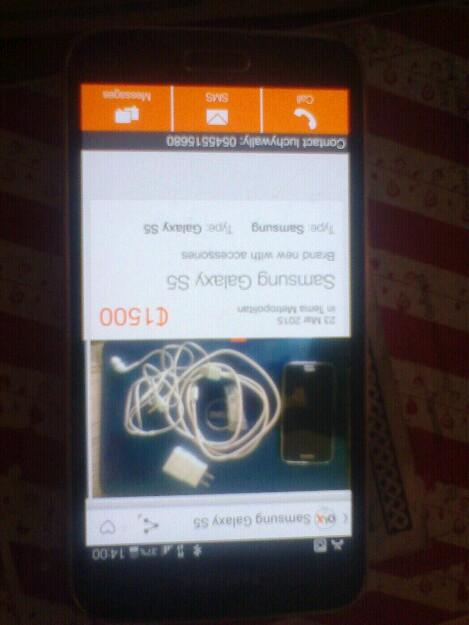 14:00
37%
OLX Samsung Galaxy S5
23 Mar 2015
in Tema Metropolitan
₵1500
Samsung Galaxy S5
Brand new with accessories
Type: Samsung Type: Galaxy S5
Contact luchywally: 0545515680
Call SMS Messages